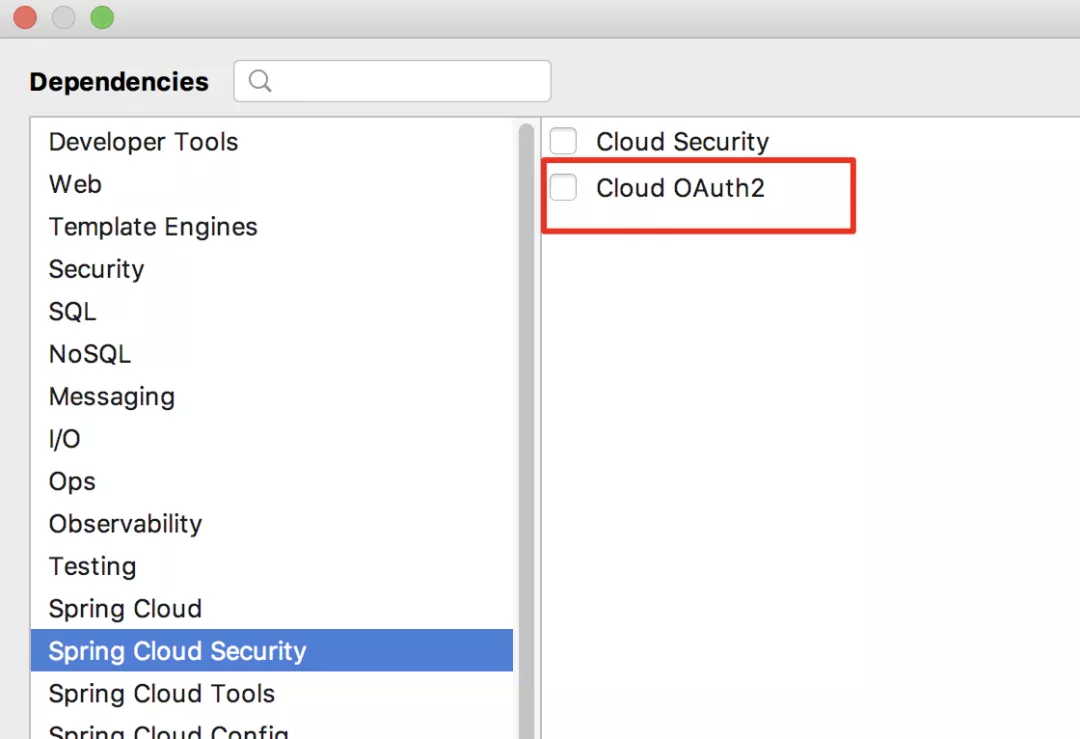 Dependencies
Developer Tools
Web
Template Engines
Security
SQL
NoSQL
Messaging
I/O
Ops
Observability
Testing
Spring Cloud
Spring Cloud Security
Spring Cloud Tools
Spring Cloud Config
Cloud Security
Cloud OAuth2